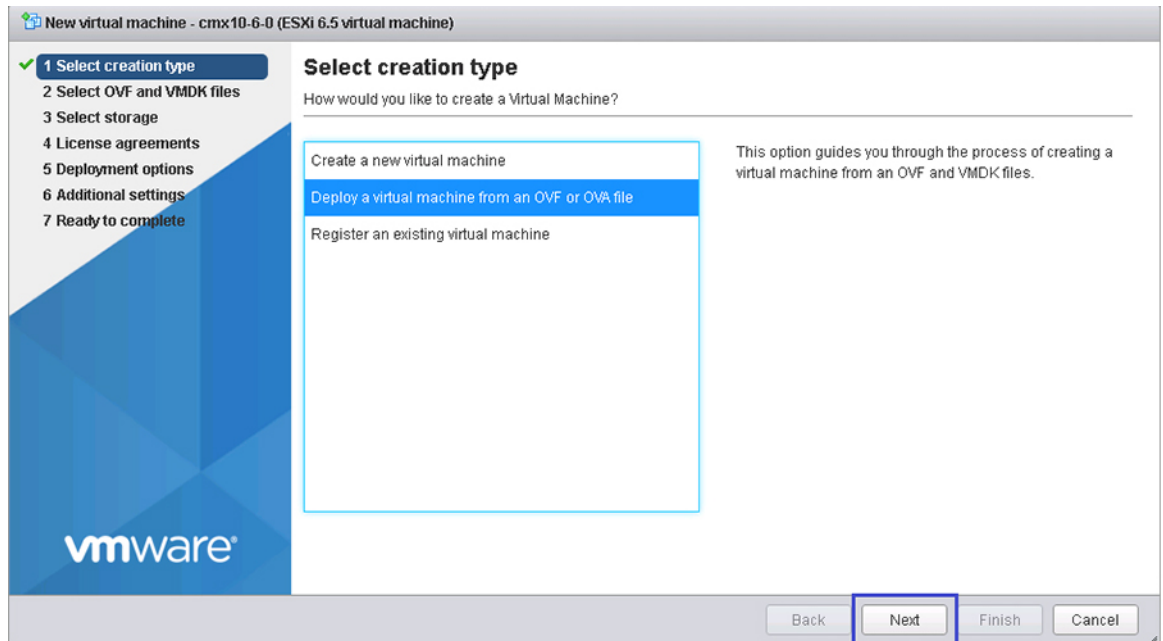 New virtual machine - cmx10-6-0 (ESXi 6.5 virtual machine)
1 Select creation type
2 Select OVF and VMDK files
3 Select storage
4 License agreements
5 Deployment options
6 Additional settings
7 Ready to complete
Select creation type
How would you like to create a Virtual Machine?
Create a new virtual machine
Deploy a virtual machine from an OVF or OVA file
Register an existing virtual machine
This option guides you through the process of creating a
virtual machine from an OVF and VMDK files.
vmware®
Back
Next
Finish
Cancel